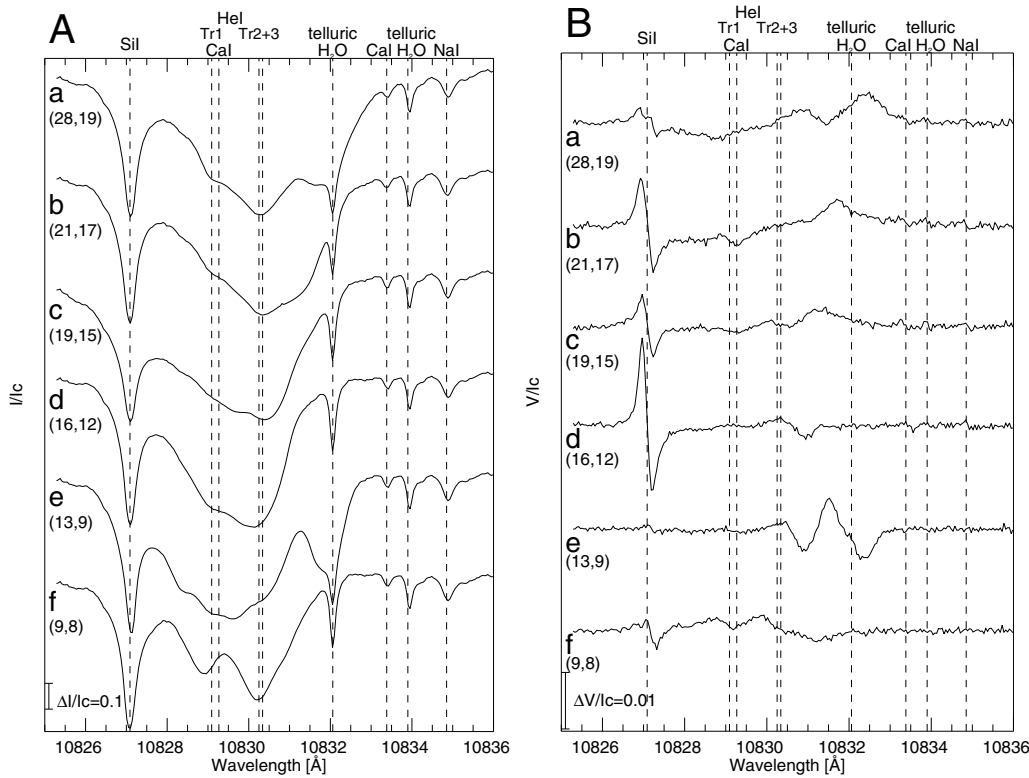 A
HeI
SiI Tr1 Tr2+3 telluric telluric
CaI H₂O CaI H₂O NaI
a
(28,19)
b
(21,17)
c
(19,15)
d
(16,12)
e
(13,9)
f
(9,8)
ΔI/Ic=0.1
I/Ic
10826 10828 10830 10832 10834 10836
Wavelength [Å]
B
HeI
SiI Tr1 Tr2+3 telluric telluric
CaI H₂O CaI H₂O NaI
a
(28,19)
b
(21,17)
c
(19,15)
d
(16,12)
e
(13,9)
f
(9,8)
ΔV/Ic=0.01
V/Ic
10826 10828 10830 10832 10834 10836
Wavelength [Å]